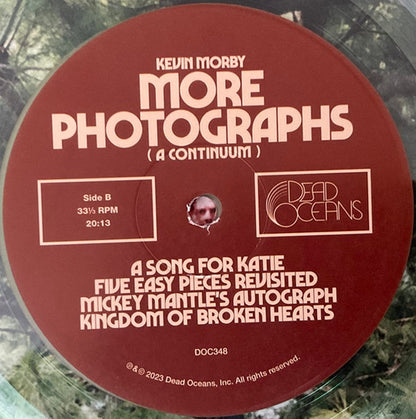 KEVIN MORBY
MORE
PHOTOGRAPHS
( A CONTINUUM )
Side B
33⅓ RPM
20:13
DEAD
OCEANS
A SONG FOR KATIE
FIVE EASY PIECES REVISITED
MICKEY MANTLE'S AUTOGRAPH
KINGDOM OF BROKEN HEARTS
DOC348
℗&© 2023 Dead Oceans, Inc. All rights reserved.